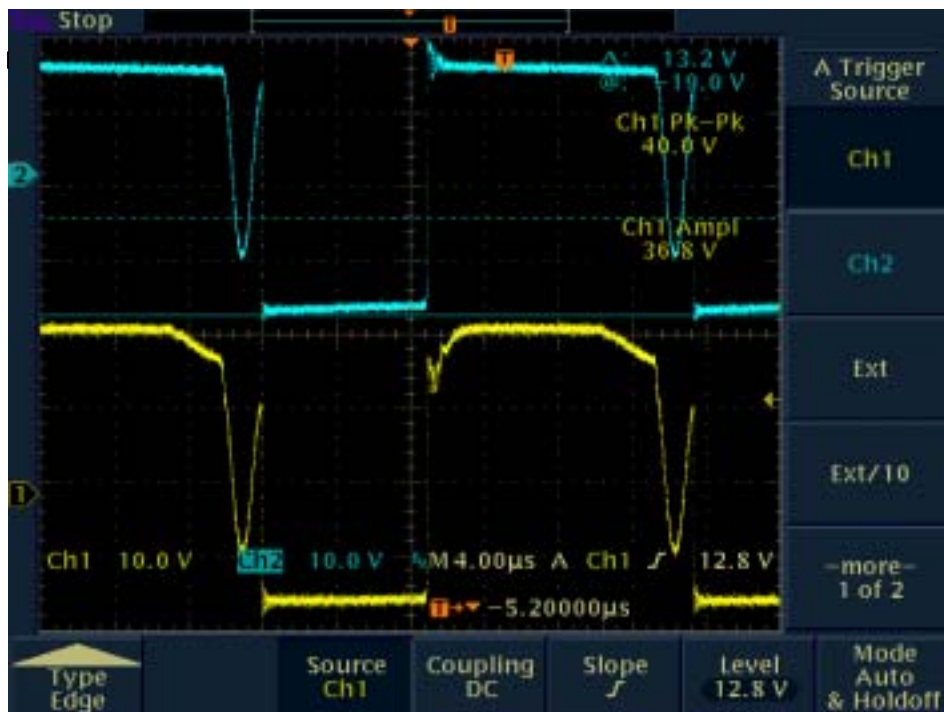 Stop
T
T
Δ: 13.2 V
@: -19.0 V
Ch1 Pk-Pk
40.0 V
Ch1 Ampl
36.8 V
2
1
Ch1 10.0 V Ch2 10.0 V M 4.00µs A Ch1 12.8 V
T -5.20000µs
A Trigger
Source
Ch1
Ch2
Ext
Ext/10
-more-
1 of 2
Type
Edge
Source
Ch1
Coupling
DC
Slope
Level
12.8 V
Mode
Auto
& Holdoff